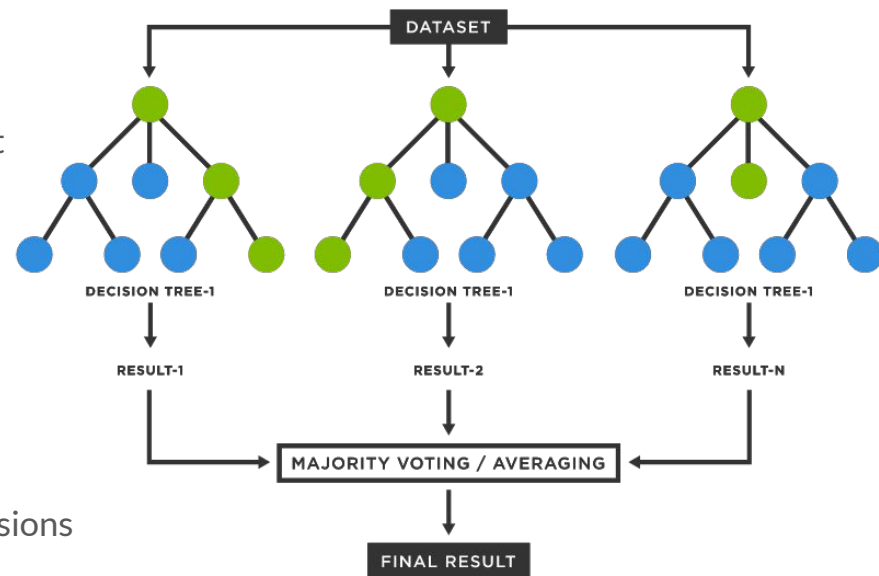 DATASET
t
DECISION TREE-1
DECISION TREE-1
DECISION TREE-1
RESULT-1
RESULT-2
RESULT-N
MAJORITY VOTING / AVERAGING
sions
FINAL RESULT